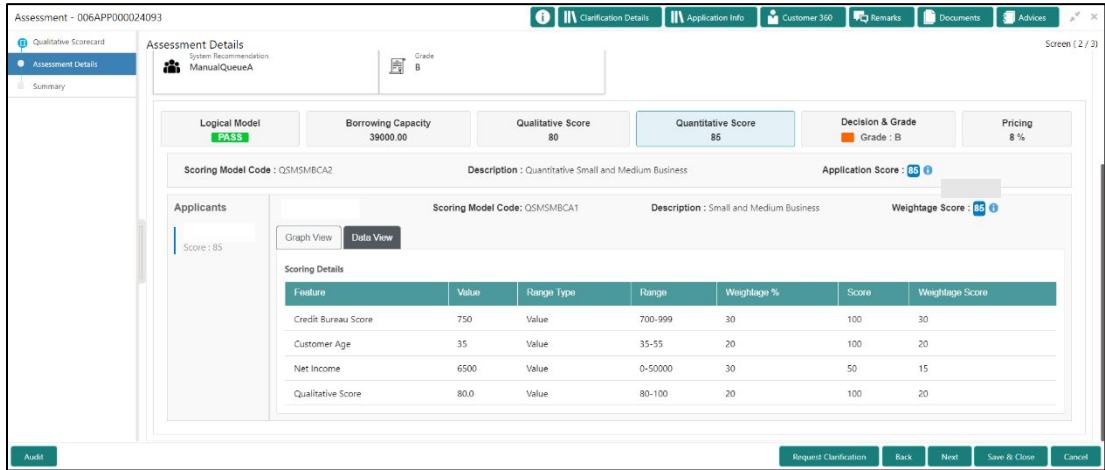 Assessment - 006APP000024093
Clarification Details
Application Info
Customer 360
Remarks
Documents
Advices
Qualitative Scorecard
Assessment Details
Summary
Assessment Details
Screen ( 2 / 3)
System Recommendation
ManualQueueA
Grade
B
Logical Model
PASS
Borrowing Capacity
39000.00
Qualitative Score
80
Quantitative Score
85
Decision & Grade
Grade : B
Pricing
8 %
Scoring Model Code : QSMSMBCA2
Description : Quantitative Small and Medium Business
Application Score : 85
Applicants
Score : 85
Scoring Model Code: QSMSMBCA1
Description : Small and Medium Business
Weightage Score : 85
Graph View
Data View
Scoring Details
Feature Value Range Type Range Weightage % Score Weightage Score
Credit Bureau Score 750 Value 700-999 30 100 30
Customer Age 35 Value 35-55 20 100 20
Net Income 6500 Value 0-50000 30 50 15
Qualitative Score 80.0 Value 80-100 20 100 20
Audit
Request Clarification
Back
Next
Save & Close
Cancel